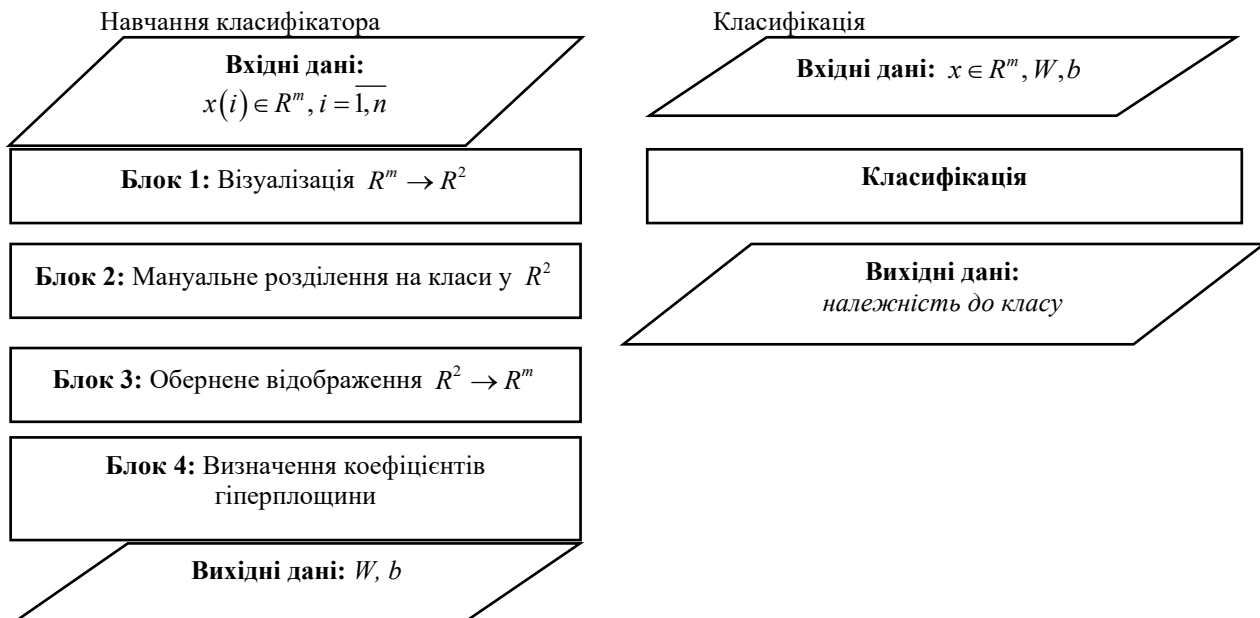 Навчання класифікатора
Вхідні дані:
x(i) ∈ R^m, i = \overline{1,n}
Блок 1: Візуалізація R^m → R^2
Блок 2: Мануальне розділення на класи у R^2
Блок 3: Обернене відображення R^2 → R^m
Блок 4: Визначення коефіцієнтів
гіперплощини
Вихідні дані: W, b
Класифікація
Вхідні дані: x ∈ R^m, W, b
Класифікація
Вихідні дані:
належність до класу